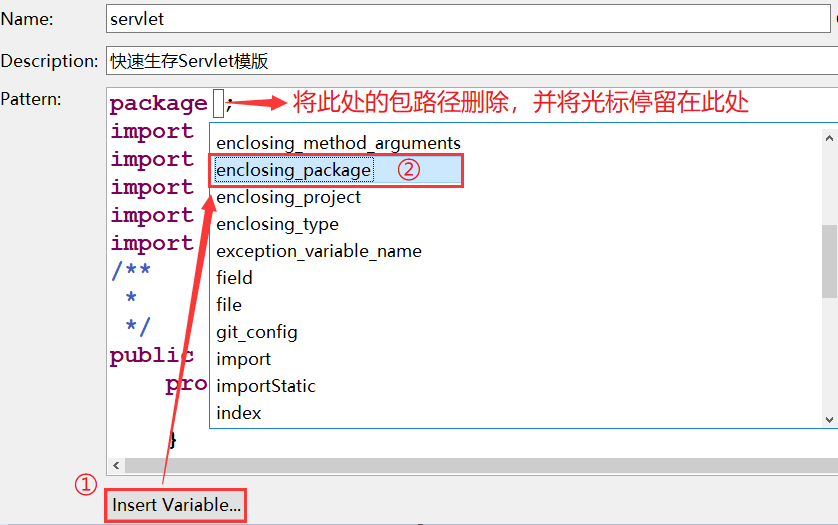 Name: servlet
Description: 快速生存Servlet模版
Pattern:
package ; 将此处的包路径删除，并将光标停留在此处
import
import
import
import
import
/**
*
*/
public
pro
}
enclosing_method_arguments
enclosing_package ②
enclosing_project
enclosing_type
exception_variable_name
field
file
git_config
import
importStatic
index
① Insert Variable...